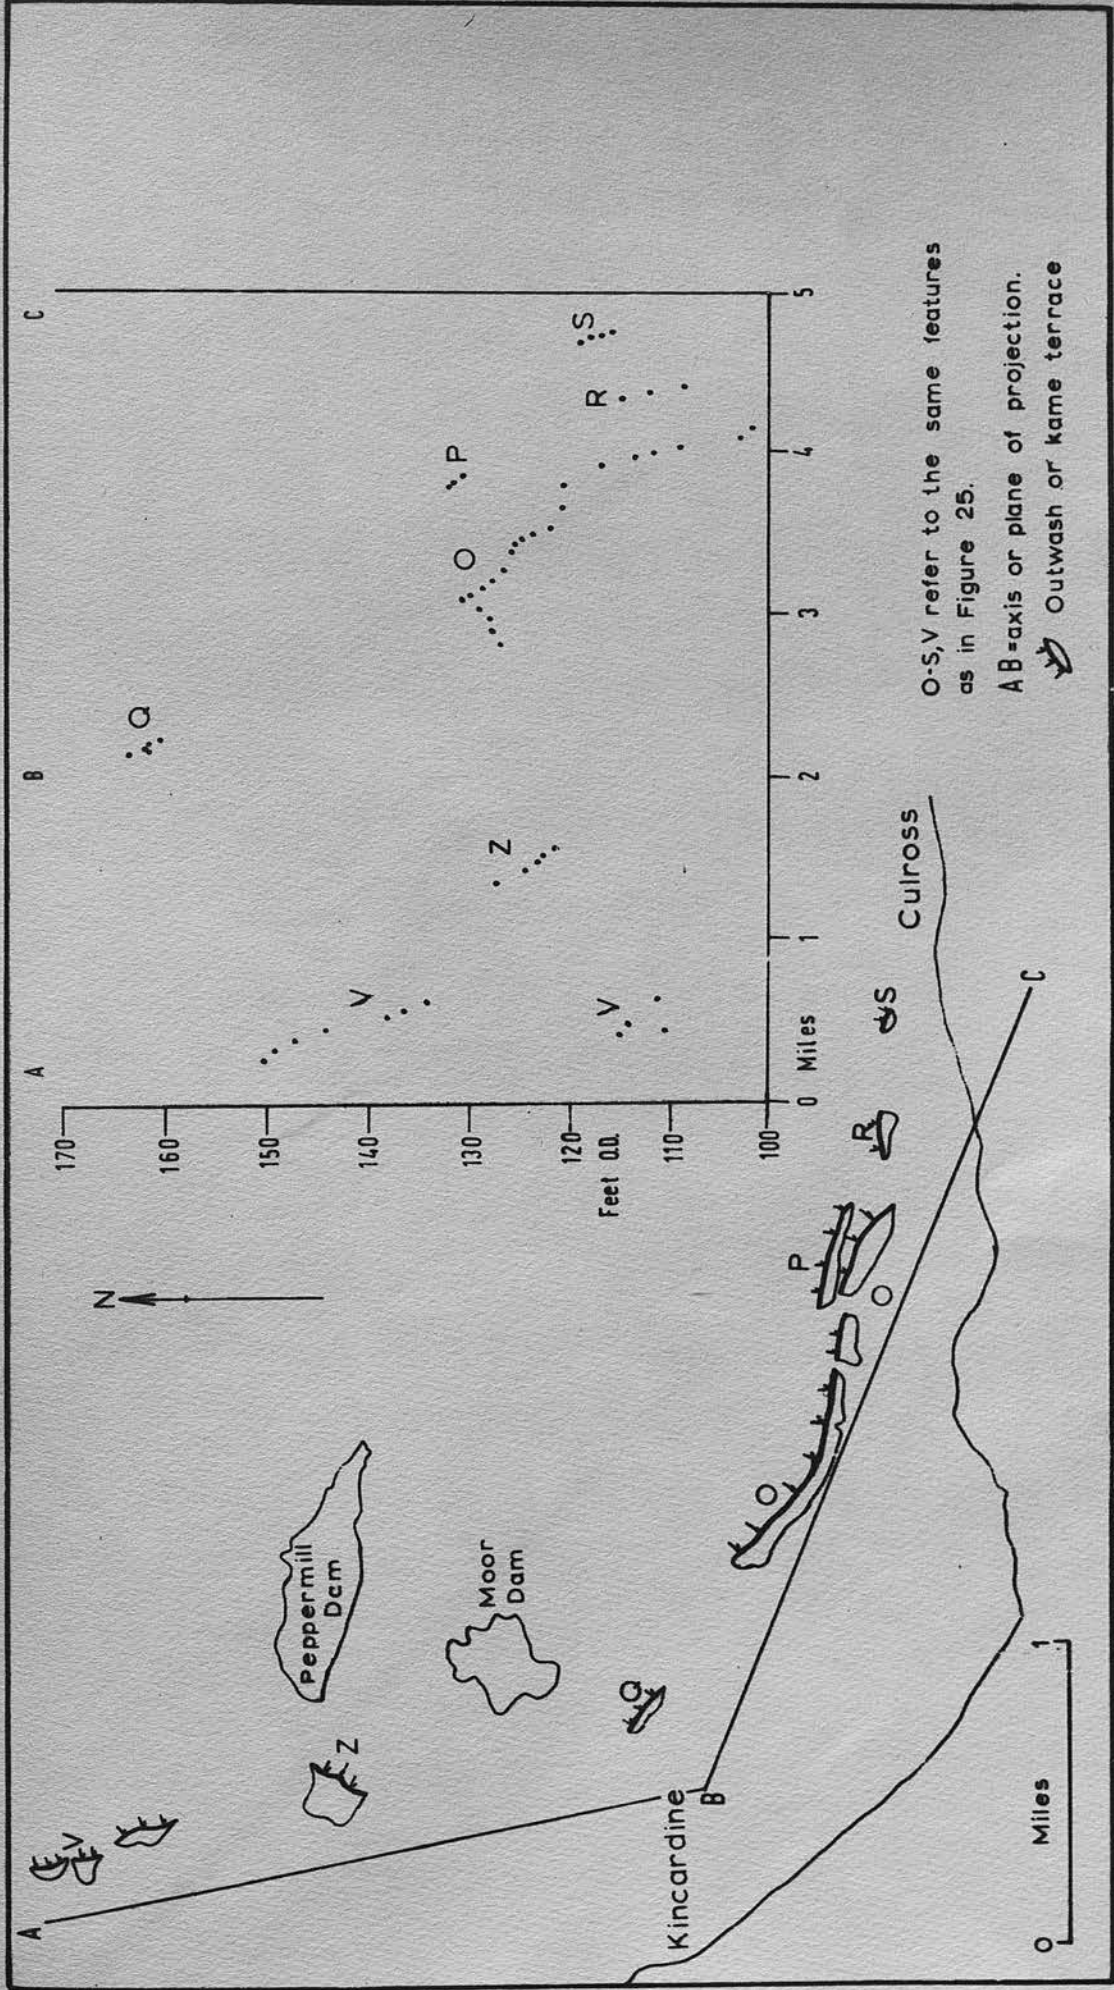 A
V
Z
Peppermill
Dam
Moor
Dam
Q
Kincardine
B
O
P
O
R
S
C
Culross
N
0
1
Miles
A
B
C
170
160
150
140
130
120
110
100
Feet O.D.
0
1
2
3
4
5
Miles
V
V
Z
Q
O
P
R
S
O-S,V refer to the same features
as in Figure 25.
AB=axis or plane of projection.
Outwash or kame terrace